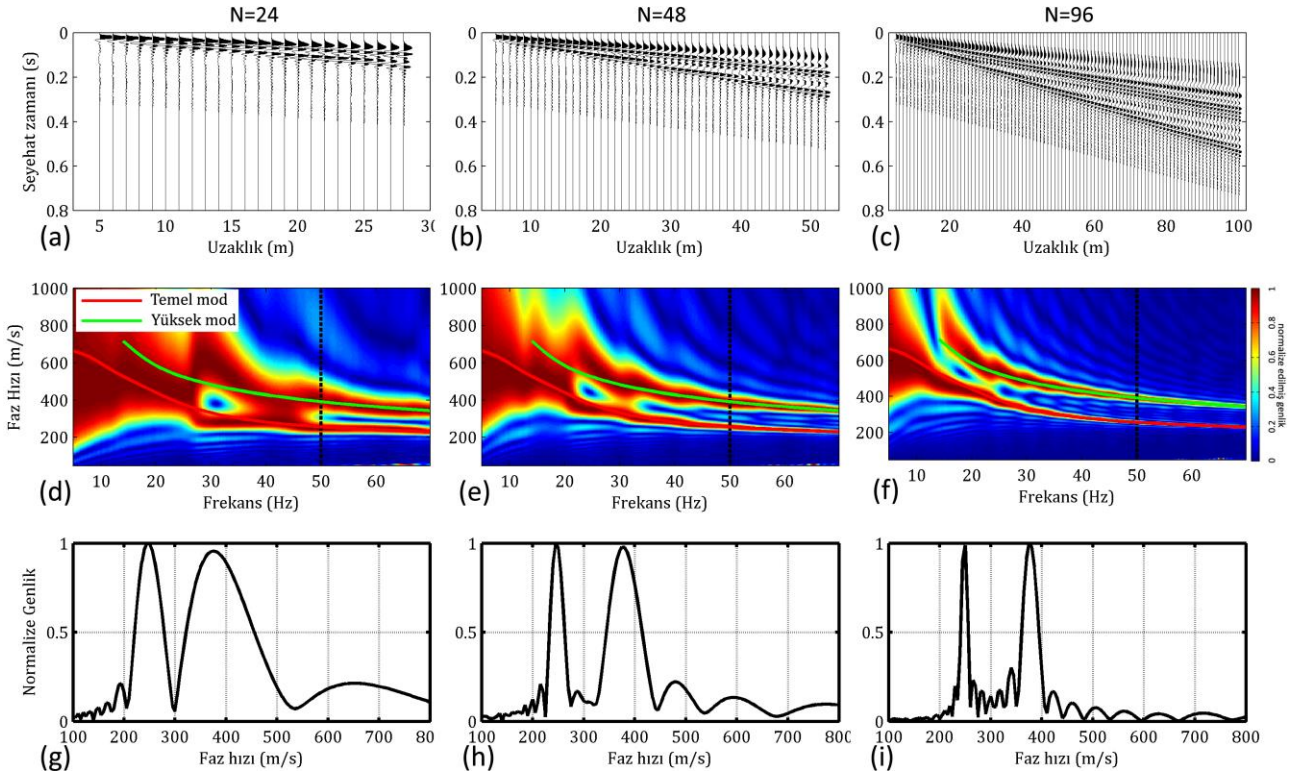 N=24
N=48
N=96
Seyehat zamanı (s)
0
0.2
0.4
0.6
0.8
5 10 15 20 25 30
(a)
Uzaklık (m)
0
0.2
0.4
0.6
0.8
10 20 30 40 50
(b)
Uzaklık (m)
0
0.2
0.4
0.6
0.8
20 40 60 80 100
(c)
Uzaklık (m)
Faz Hızı (m/s)
1000
800
600
400
200
Temel mod
Yüksek mod
10 20 30 40 50 60
(d)
Frekans (Hz)
1000
800
600
400
200
10 20 30 40 50 60
(e)
Frekans (Hz)
1000
800
600
400
200
10 20 30 40 50 60
(f)
Frekans (Hz)
1
0.8
0.6
0.4
0.2
0
normalize edilmiş genlik
Normalize Genlik
1
0.5
0
100 200 300 400 500 600 700 800
(g)
Faz hızı (m/s)
1
0.5
0
100 200 300 400 500 600 700 800
(h)
Faz hızı (m/s)
1
0.5
0
100 200 300 400 500 600 700 800
(i)
Faz hızı (m/s)